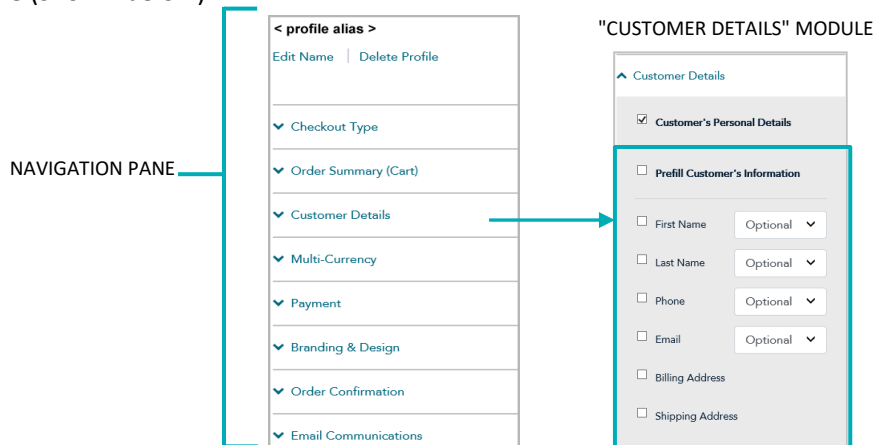 < profile alias >
Edit Name | Delete Profile
Checkout Type
Order Summary (Cart)
Customer Details
Multi-Currency
Payment
Branding & Design
Order Confirmation
Email Communications
NAVIGATION PANE
"CUSTOMER DETAILS" MODULE
Customer Details
Customer's Personal Details
Prefill Customer's Information
First Name Optional
Last Name Optional
Phone Optional
Email Optional
Billing Address
Shipping Address